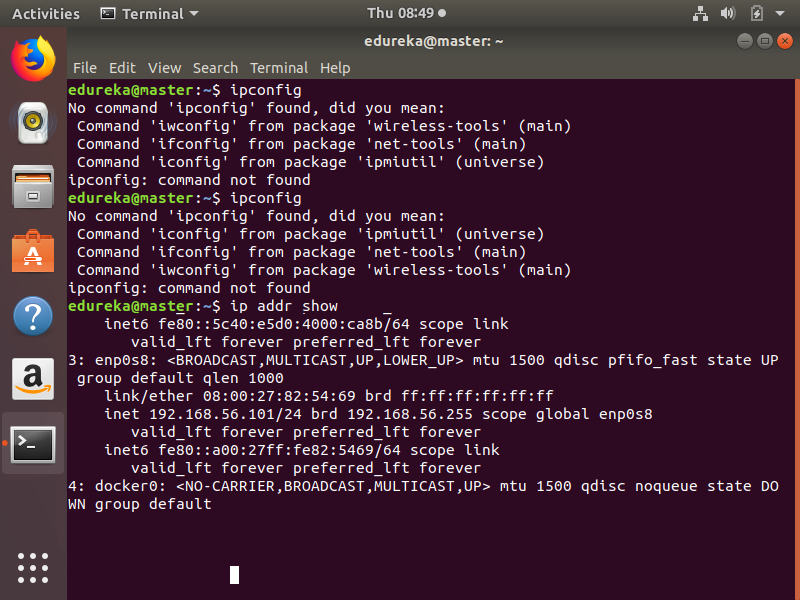 Activities Terminal Thu 08:49
edureka@master: ~
File Edit View Search Terminal Help
edureka@master:~$ ipconfig
No command 'ipconfig' found, did you mean:
 Command 'iwconfig' from package 'wireless-tools' (main)
 Command 'ifconfig' from package 'net-tools' (main)
 Command 'iconfig' from package 'ipmiutil' (universe)
ipconfig: command not found
edureka@master:~$ ipconfig
No command 'ipconfig' found, did you mean:
 Command 'iconfig' from package 'ipmiutil' (universe)
 Command 'ifconfig' from package 'net-tools' (main)
 Command 'iwconfig' from package 'wireless-tools' (main)
ipconfig: command not found
edureka@master:~$ ip addr show
    inet6 fe80::5c40:e5d0:4000:ca8b/64 scope link
       valid_lft forever preferred_lft forever
3: enp0s8: <BROADCAST,MULTICAST,UP,LOWER_UP> mtu 1500 qdisc pfifo_fast state UP
 group default qlen 1000
    link/ether 08:00:27:82:54:69 brd ff:ff:ff:ff:ff:ff
    inet 192.168.56.101/24 brd 192.168.56.255 scope global enp0s8
       valid_lft forever preferred_lft forever
    inet6 fe80::a00:27ff:fe82:5469/64 scope link
       valid_lft forever preferred_lft forever
4: docker0: <NO-CARRIER,BROADCAST,MULTICAST,UP> mtu 1500 qdisc noqueue state DO
WN group default